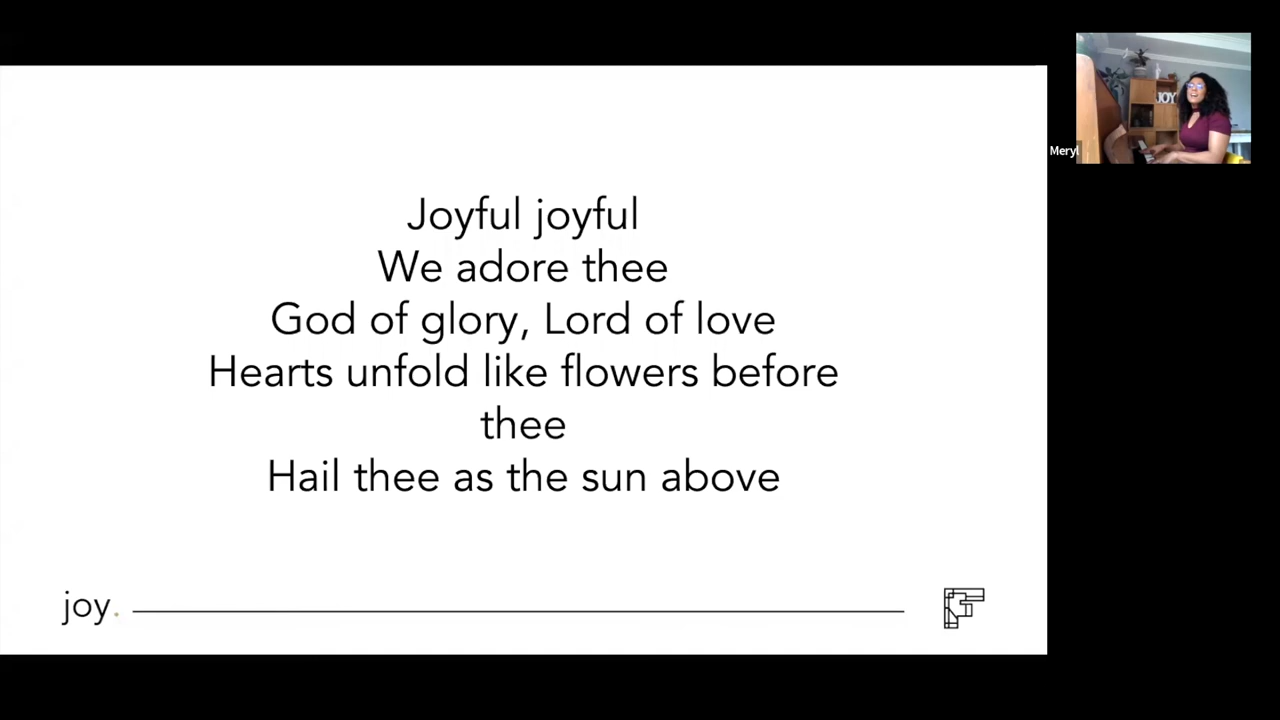 Joyful joyful
We adore thee
God of glory, Lord of love
Hearts unfold like flowers before
thee
Hail thee as the sun above
joy.
Meryl
JOY